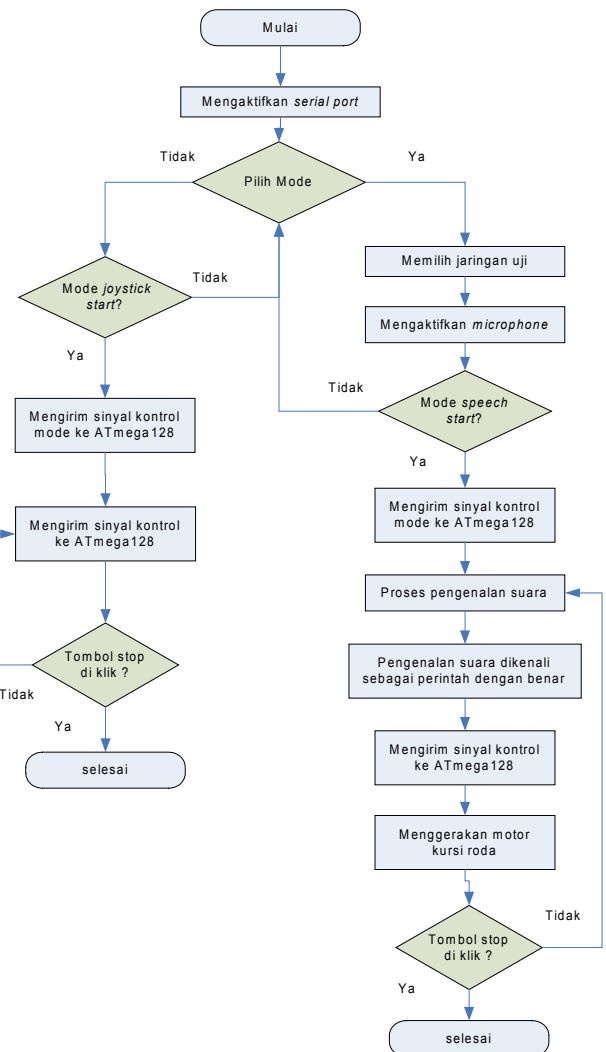 Mulai
Mengaktifkan serial port
Tidak
Ya
Pilih Mode
Mode joystick
start?
Tidak
Ya
Mengirim sinyal kontrol
mode ke ATmega128
Mengirim sinyal kontrol
ke ATmega128
Tombol stop
di klik ?
Tidak
Ya
selesai
Memilih jaringan uji
Mengaktifkan microphone
Tidak
Mode speech
start?
Ya
Mengirim sinyal kontrol
mode ke ATmega128
Proses pengenalan suara
Pengenalan suara dikenali
sebagai perintah dengan benar
Mengirim sinyal kontrol
ke ATmega128
Menggerakan motor
kursi roda
Tidak
Tombol stop
di klik ?
Ya
selesai